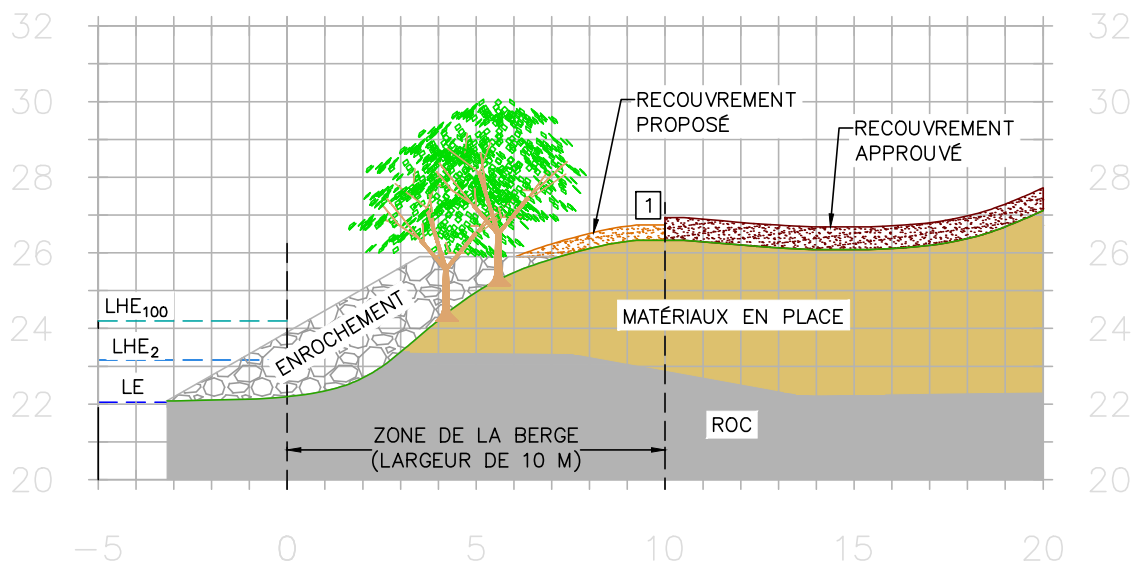 32 32
30 30
RECOUVREMENT
PROPOSÉ
RECOUVREMENT
APPROUVÉ
28 28
1
26 26
LHE100
24 24
MATÉRIAUX EN PLACE
ENROCHEMENT
LHE2
LE
22 22
ROC
ZONE DE LA BERGE
(LARGEUR DE 10 M)
20 20
-5 0 5 10 15 20